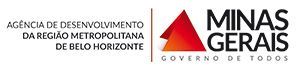 AGÊNCIA DE DESENVOLVIMENTO
DA REGIÃO METROPOLITANA
DE BELO HORIZONTE
MINAS
GERAIS
GOVERNO DE TODOS